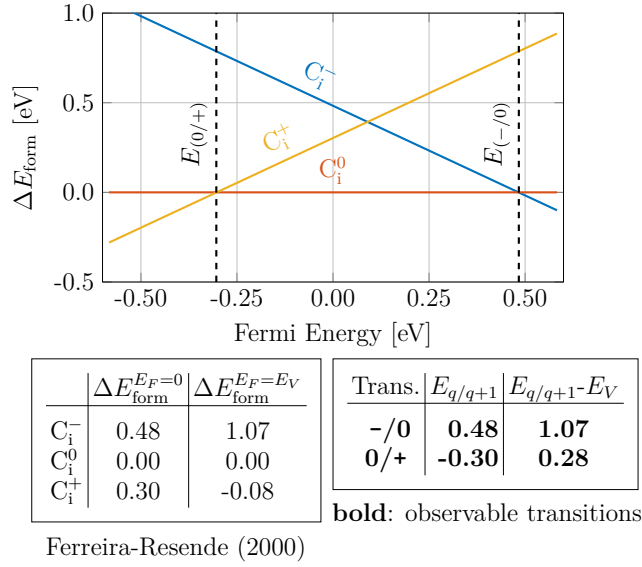 1.0
0.5
0.0
-0.5
ΔE_form [eV]
E_(0/+)
E_(−/0)
C_i^−
C_i^+
C_i^0
-0.50 -0.25 0.00 0.25 0.50
Fermi Energy [eV]
ΔE_form^{E_F=0} ΔE_form^{E_F=E_V}
C_i^− 0.48 1.07
C_i^0 0.00 0.00
C_i^+ 0.30 -0.08
Ferreira-Resende (2000)
Trans. E_{q/q+1} E_{q/q+1}-E_V
-/0 0.48 1.07
0/+ -0.30 0.28
bold: observable transitions